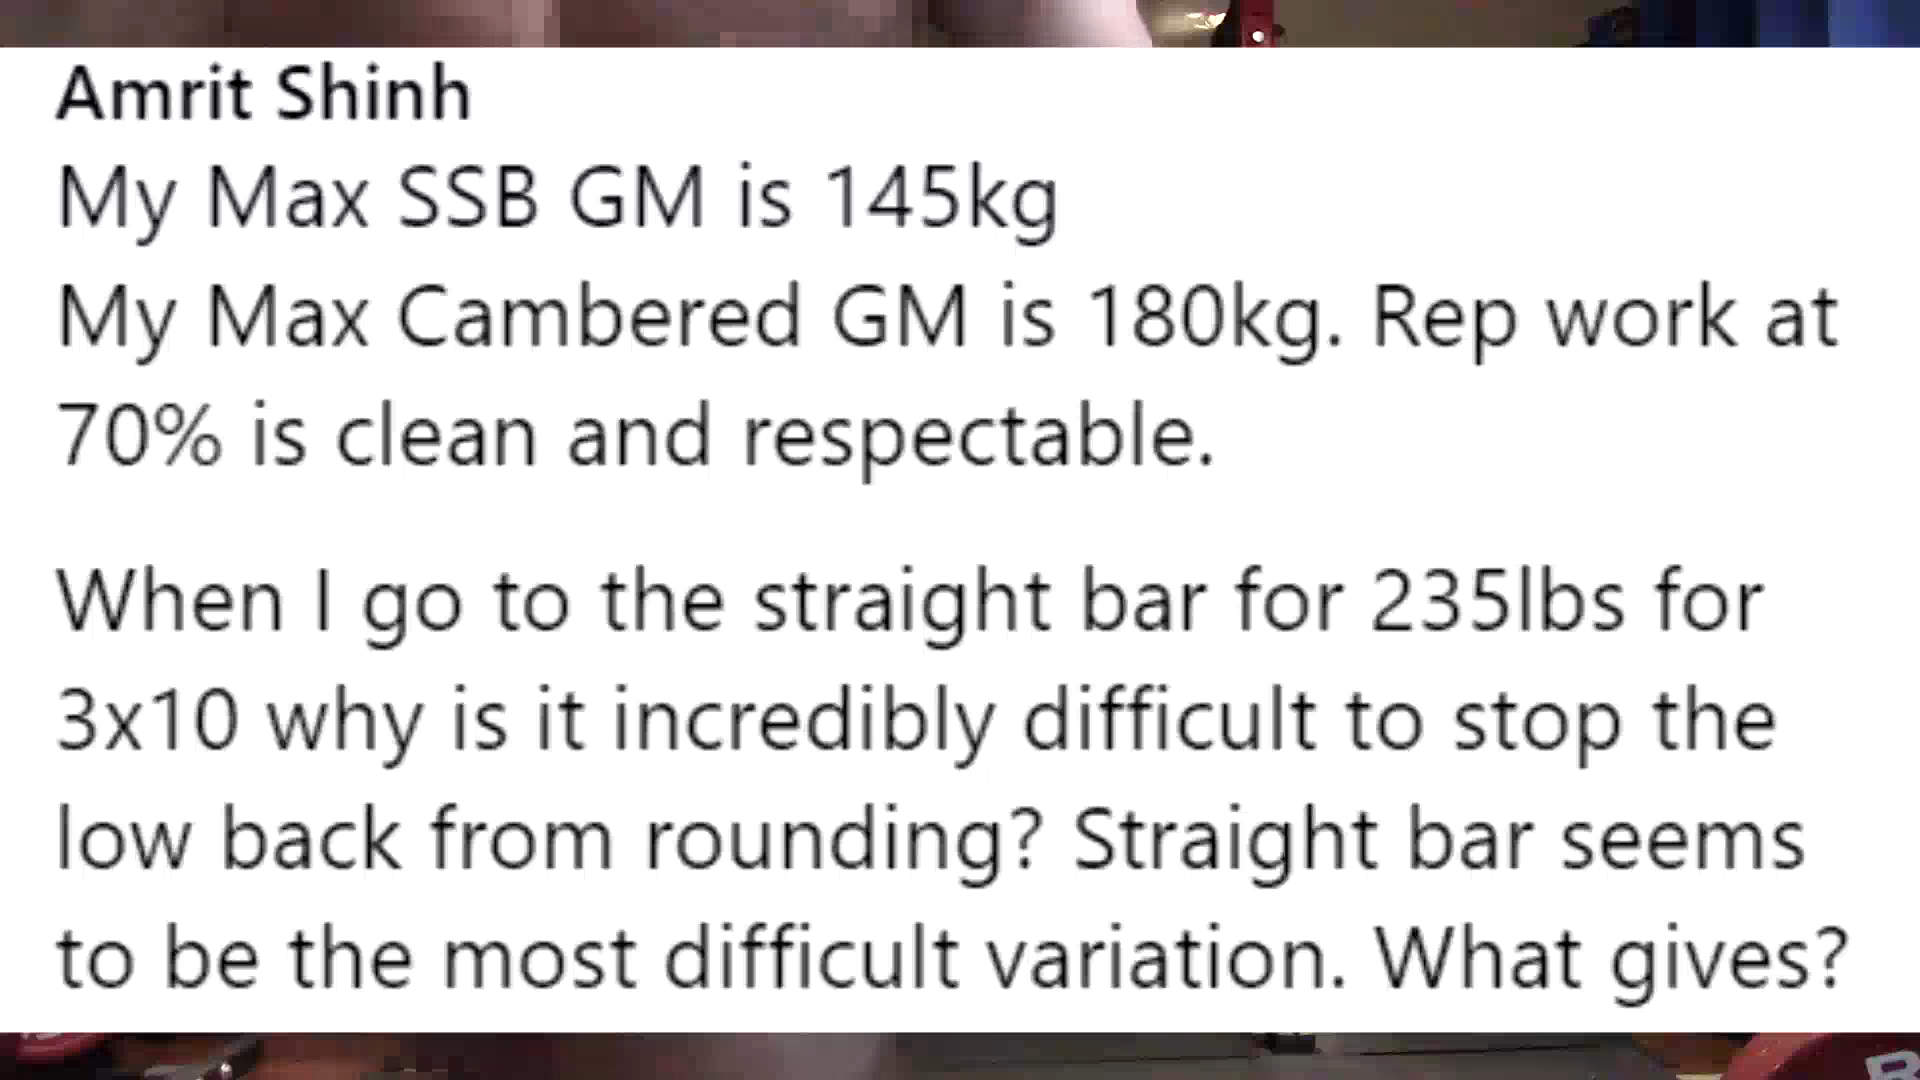 Amrit Shinh
My Max SSB GM is 145kg
My Max Cambered GM is 180kg. Rep work at
70% is clean and respectable.
When I go to the straight bar for 235lbs for
3x10 why is it incredibly difficult to stop the
low back from rounding? Straight bar seems
to be the most difficult variation. What gives?